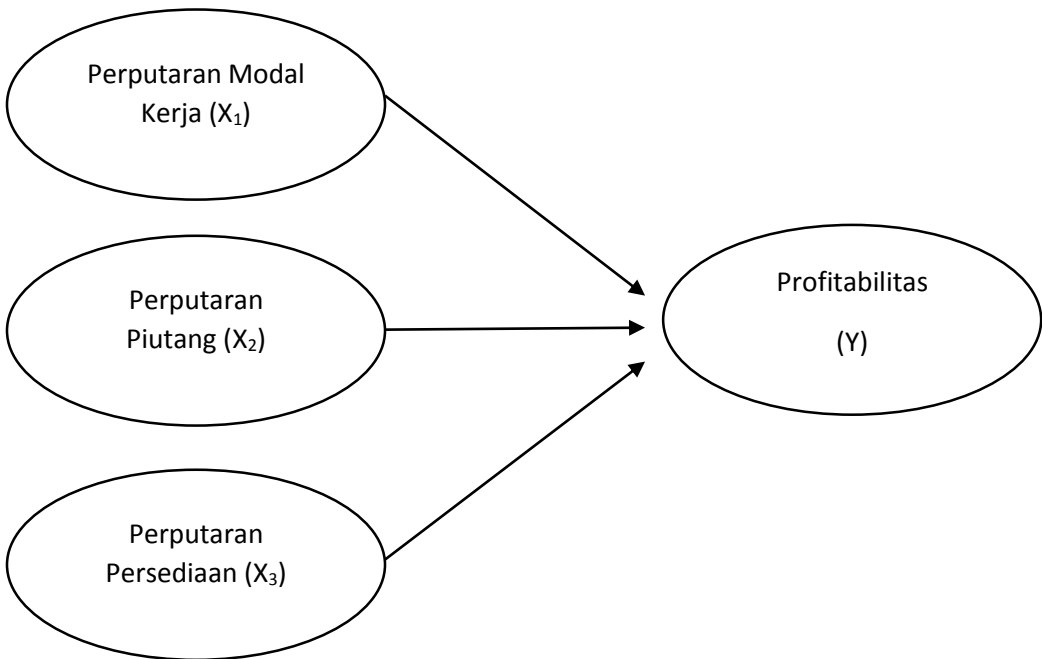 Perputaran Modal
Kerja (X₁)
Perputaran
Piutang (X₂)
Perputaran
Persediaan (X₃)
Profitabilitas
(Y)